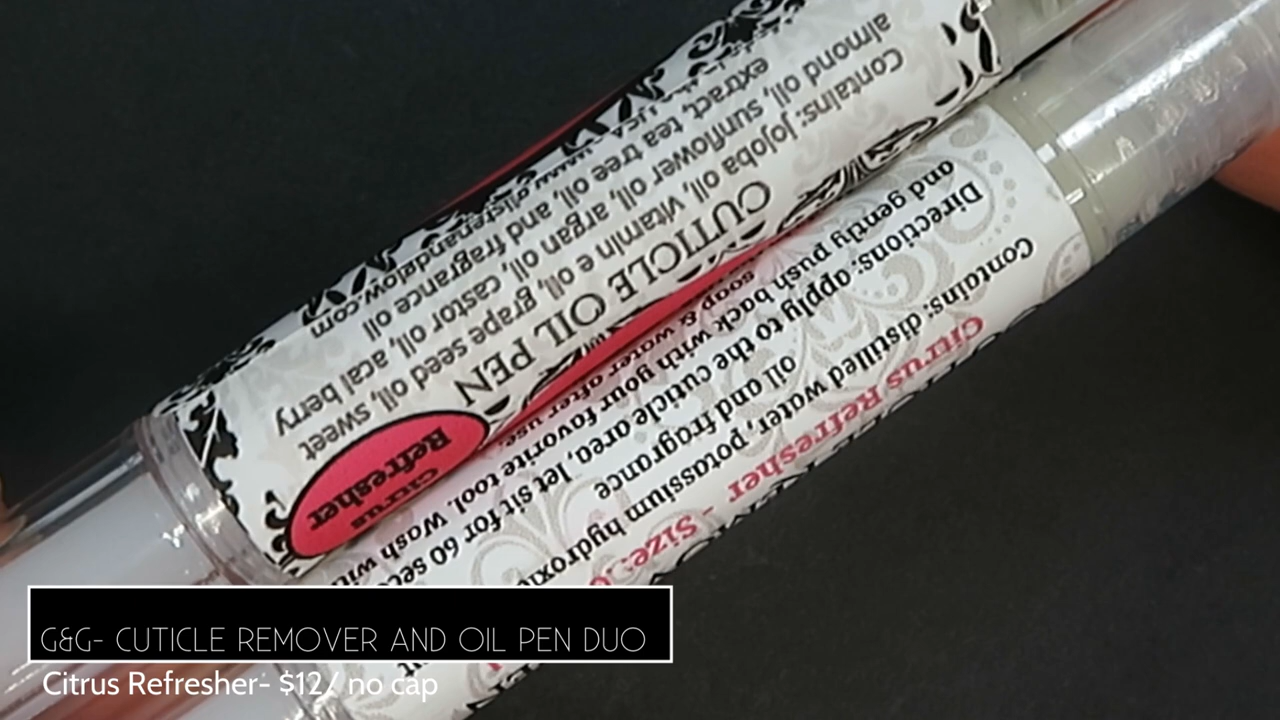 Citrus
Refresher
CUTICLE OIL PEN
Contains: jojoba oil, vitamin e oil, grape seed oil, sweet
almond oil, sunflower oil, argan oil, castor oil, acai berry
extract, tea tree oil, and fragrance oil
www.glistenandglow.com
Citrus Refresher - Size:
Contains: distilled water, potassium
oil and fragrance
Directions: apply to the cuticle area, let sit for 60
and gently push back with your favorite tool. Wash with
soap & water after use.
G&G- CUTICLE REMOVER AND OIL PEN DUO
Citrus Refresher- $12/ no cap